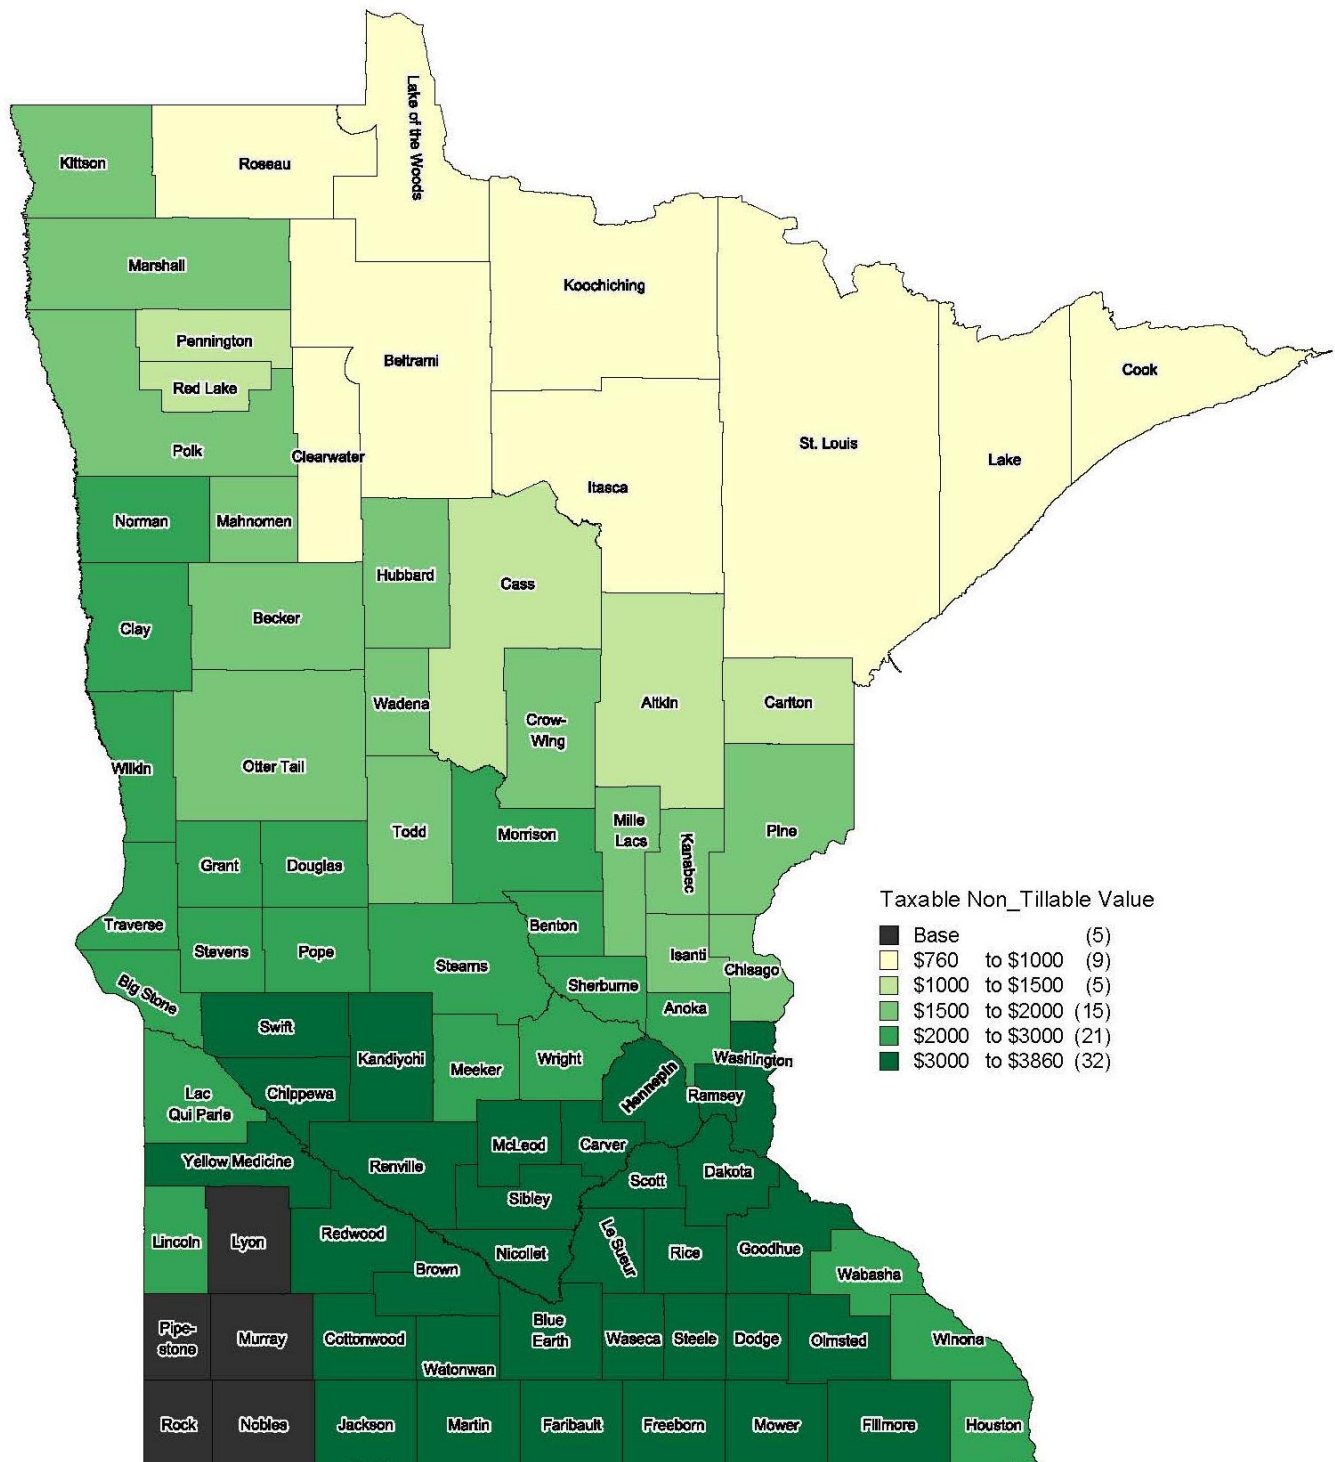 Lake of the Woods
Kittson
Roseau
Marshall
Koochiching
Pennington
Beltrami
Cook
Red Lake
St. Louis
Polk
Clearwater
Lake
Itasca
Norman
Mahnomen
Hubbard
Cass
Becker
Clay
Wadena
Aitkin
Carlton
Crow-
Wing
Wilkin
Otter Tail
Todd
Morrison
Mille
Lacs
Kanabec
Pine
Grant
Douglas
Traverse
Benton
Stevens
Pope
Stearns
Isanti
Chisago
Big Stone
Sherburne
Anoka
Swift
Kandiyohi
Meeker
Wright
Washington
Hennepin
Ramsey
Lac
Qui Parle
Chippewa
McLeod
Carver
Yellow Medicine
Renville
Scott
Dakota
Sibley
Lincoln
Lyon
Redwood
Nicollet
Le Sueur
Rice
Goodhue
Brown
Wabasha
Pipe-
stone
Murray
Cottonwood
Watonwan
Blue
Earth
Waseca
Steele
Dodge
Olmsted
Winona
Rock
Nobles
Jackson
Martin
Faribault
Freeborn
Mower
Fillmore
Houston
Taxable Non_Tillable Value
Base (5)
$760 to $1000 (9)
$1000 to $1500 (5)
$1500 to $2000 (15)
$2000 to $3000 (21)
$3000 to $3860 (32)